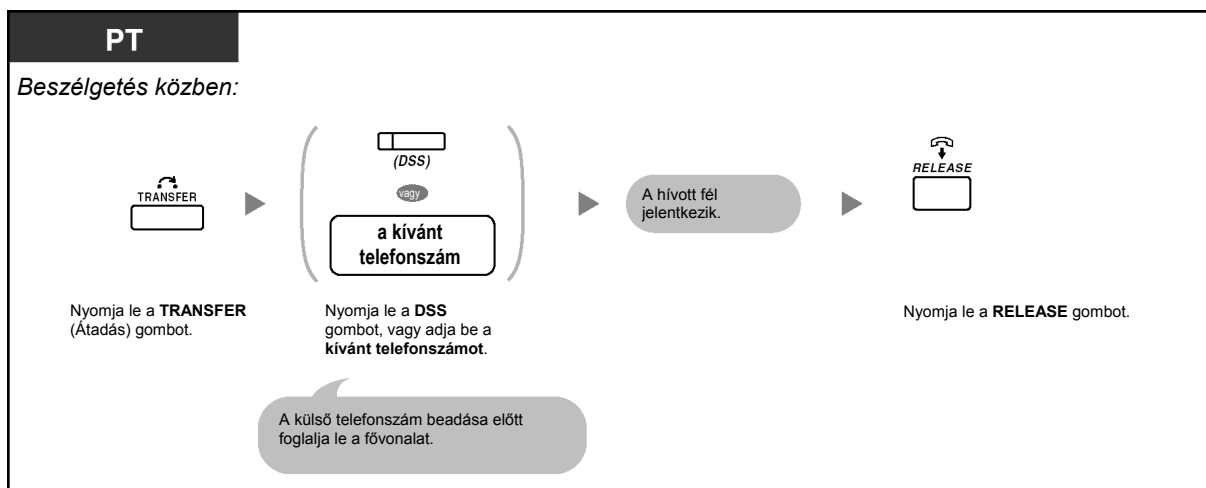 PT
Beszélgetés közben:
TRANSFER
(DSS)
vagy
a kívánt
telefonszám
A hívott fél
jelentkezik.
RELEASE
Nyomja le a TRANSFER
(Átadás) gombot.
Nyomja le a DSS
gombot, vagy adja be a
kívánt telefonszámot.
Nyomja le a RELEASE gombot.
A külső telefonszám beadása előtt
foglalja le a fővonalat.